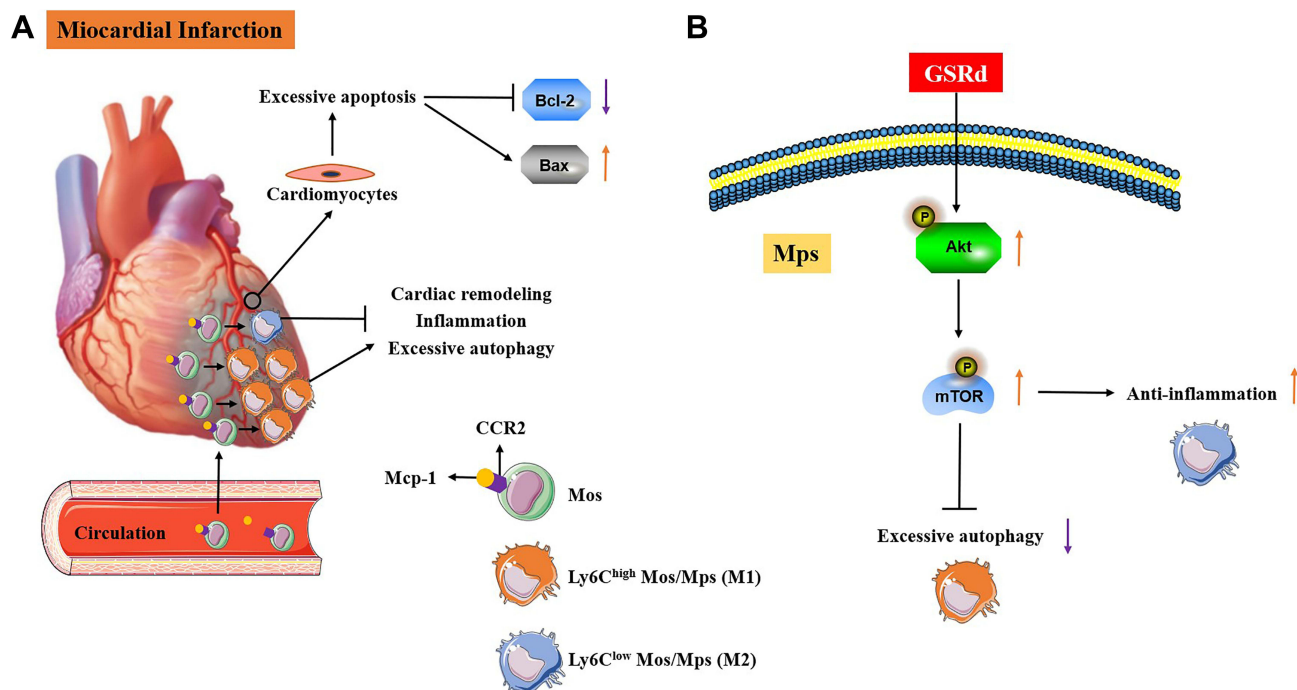 A
Miocardial Infarction
Excessive apoptosis
Bcl-2
Bax
Cardiomyocytes
Cardiac remodeling
Inflammation
Excessive autophagy
CCR2
Mcp-1
Mos
Circulation
Ly6Chigh Mos/Mps (M1)
Ly6Clow Mos/Mps (M2)
B
GSRd
P
Akt
Mps
P
mTOR
Anti-inflammation
Excessive autophagy